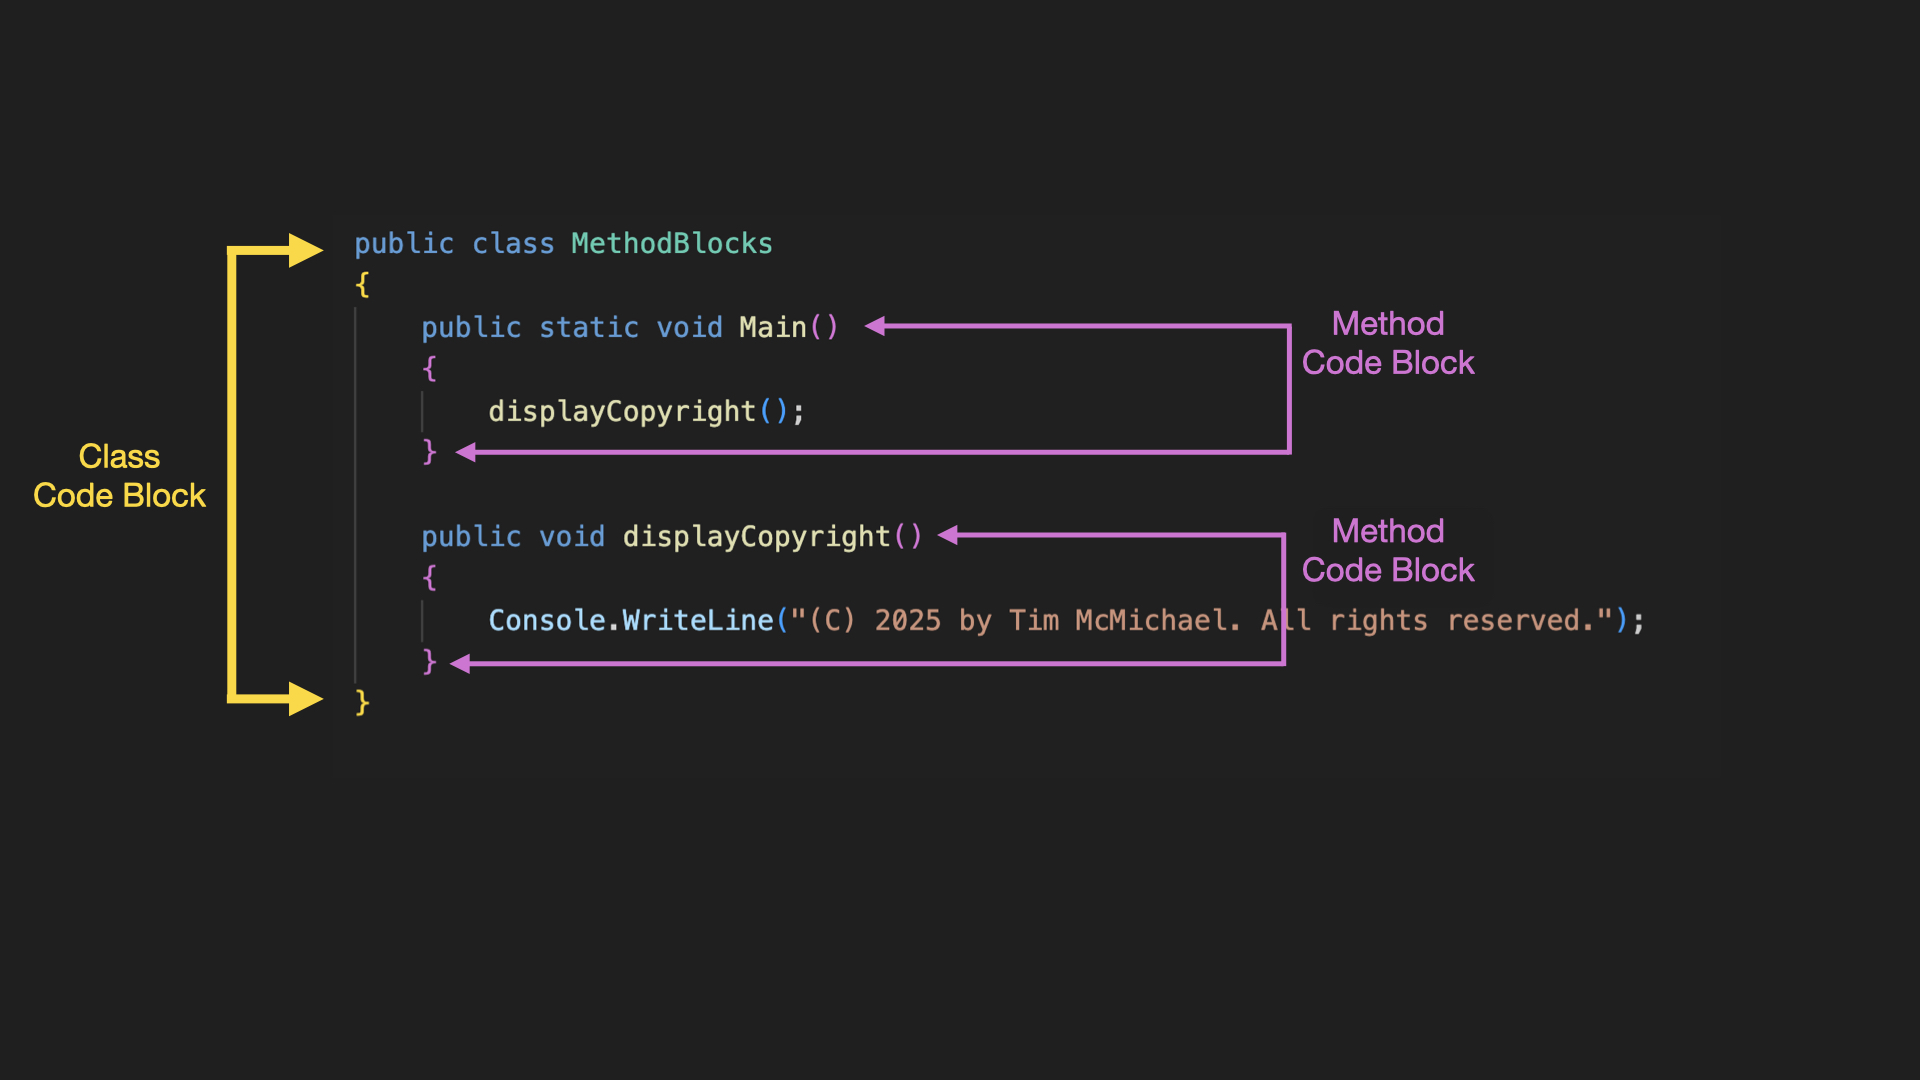 public class MethodBlocks
{
public static void Main()
{
displayCopyright();
}
public void displayCopyright()
{
Console.WriteLine("(C) 2025 by Tim McMichael. All rights reserved.");
}
}
Class
Code Block
Method
Code Block
Method
Code Block